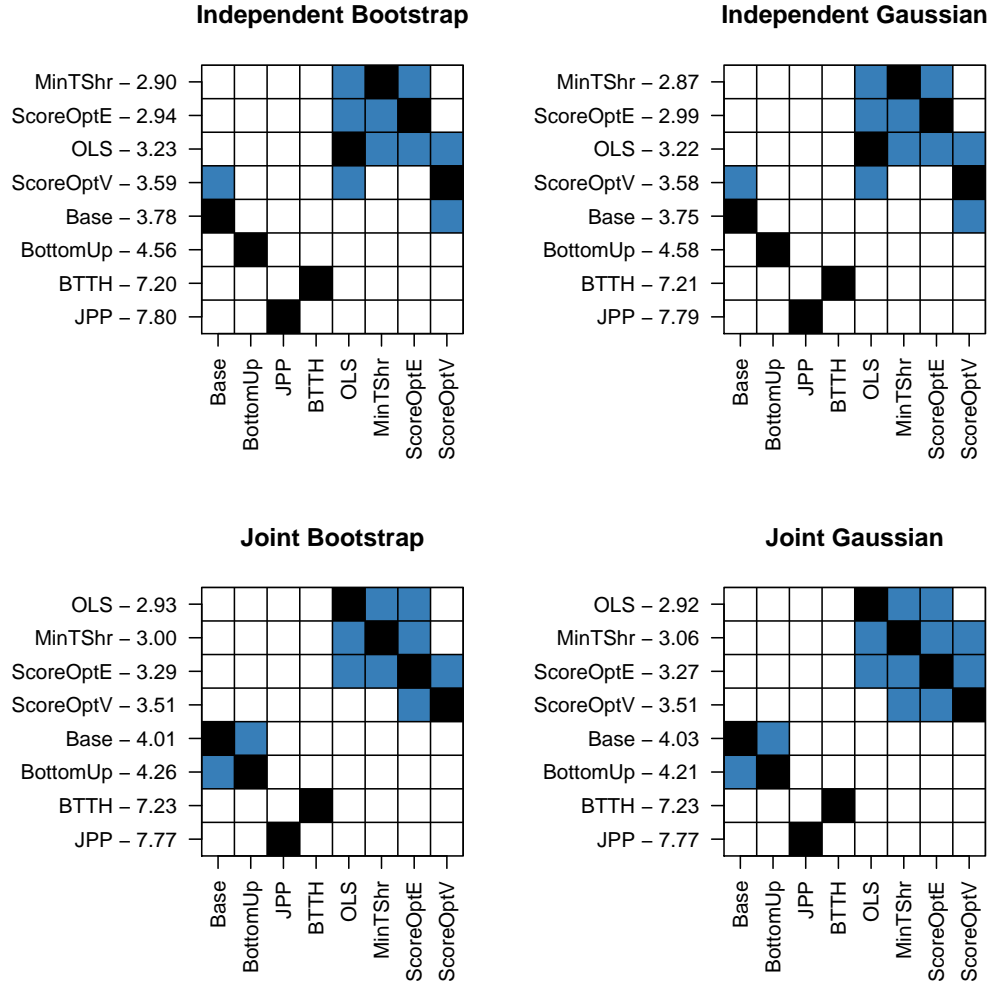 Independent Bootstrap
MinTShr – 2.90
ScoreOptE – 2.94
OLS – 3.23
ScoreOptV – 3.59
Base – 3.78
BottomUp – 4.56
BTTH – 7.20
JPP – 7.80
Base
BottomUp
JPP
BTTH
OLS
MinTShr
ScoreOptE
ScoreOptV
Independent Gaussian
MinTShr – 2.87
ScoreOptE – 2.99
OLS – 3.22
ScoreOptV – 3.58
Base – 3.75
BottomUp – 4.58
BTTH – 7.21
JPP – 7.79
Base
BottomUp
JPP
BTTH
OLS
MinTShr
ScoreOptE
ScoreOptV
Joint Bootstrap
OLS – 2.93
MinTShr – 3.00
ScoreOptE – 3.29
ScoreOptV – 3.51
Base – 4.01
BottomUp – 4.26
BTTH – 7.23
JPP – 7.77
Base
BottomUp
JPP
BTTH
OLS
MinTShr
ScoreOptE
ScoreOptV
Joint Gaussian
OLS – 2.92
MinTShr – 3.06
ScoreOptE – 3.27
ScoreOptV – 3.51
Base – 4.03
BottomUp – 4.21
BTTH – 7.23
JPP – 7.77
Base
BottomUp
JPP
BTTH
OLS
MinTShr
ScoreOptE
ScoreOptV